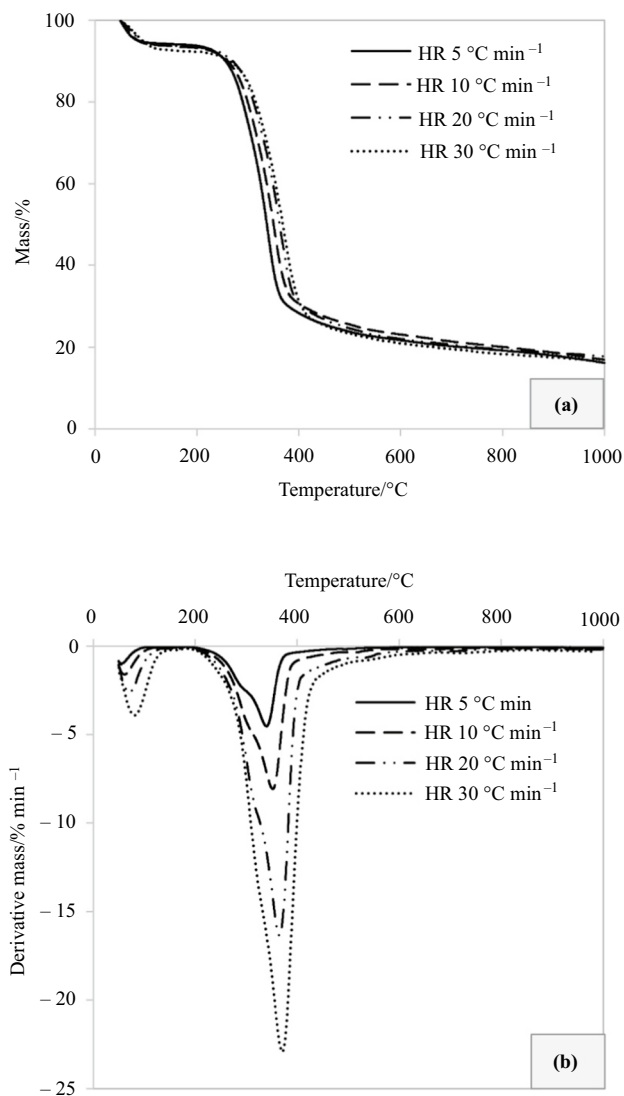 100
80
60
40
20
0
Mass/%
HR 5 °C min –1
HR 10 °C min –1
HR 20 °C min –1
HR 30 °C min –1
(a)
0 200 400 600 800 1000
Temperature/°C
Temperature/°C
0 200 400 600 800 1000
0
– 5
– 10
– 15
– 20
– 25
Derivative mass/% min –1
HR 5 °C min
HR 10 °C min –1
HR 20 °C min –1
HR 30 °C min –1
(b)